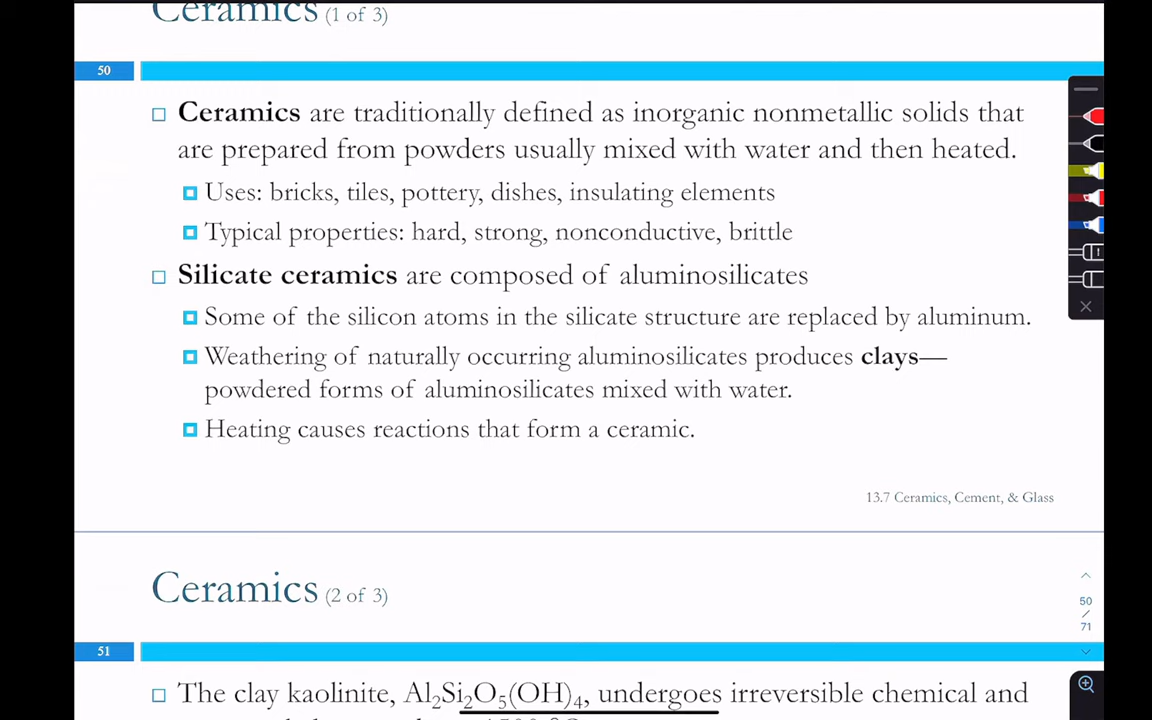 Ceramics (1 of 3)
50
Ceramics are traditionally defined as inorganic nonmetallic solids that
are prepared from powders usually mixed with water and then heated.
Uses: bricks, tiles, pottery, dishes, insulating elements
Typical properties: hard, strong, nonconductive, brittle
Silicate ceramics are composed of aluminosilicates
Some of the silicon atoms in the silicate structure are replaced by aluminum.
Weathering of naturally occurring aluminosilicates produces clays—
powdered forms of aluminosilicates mixed with water.
Heating causes reactions that form a ceramic.
13.7 Ceramics, Cement, & Glass
Ceramics (2 of 3)
50
/
71
51
The clay kaolinite, Al₂Si₂O₅(OH)₄, undergoes irreversible chemical and